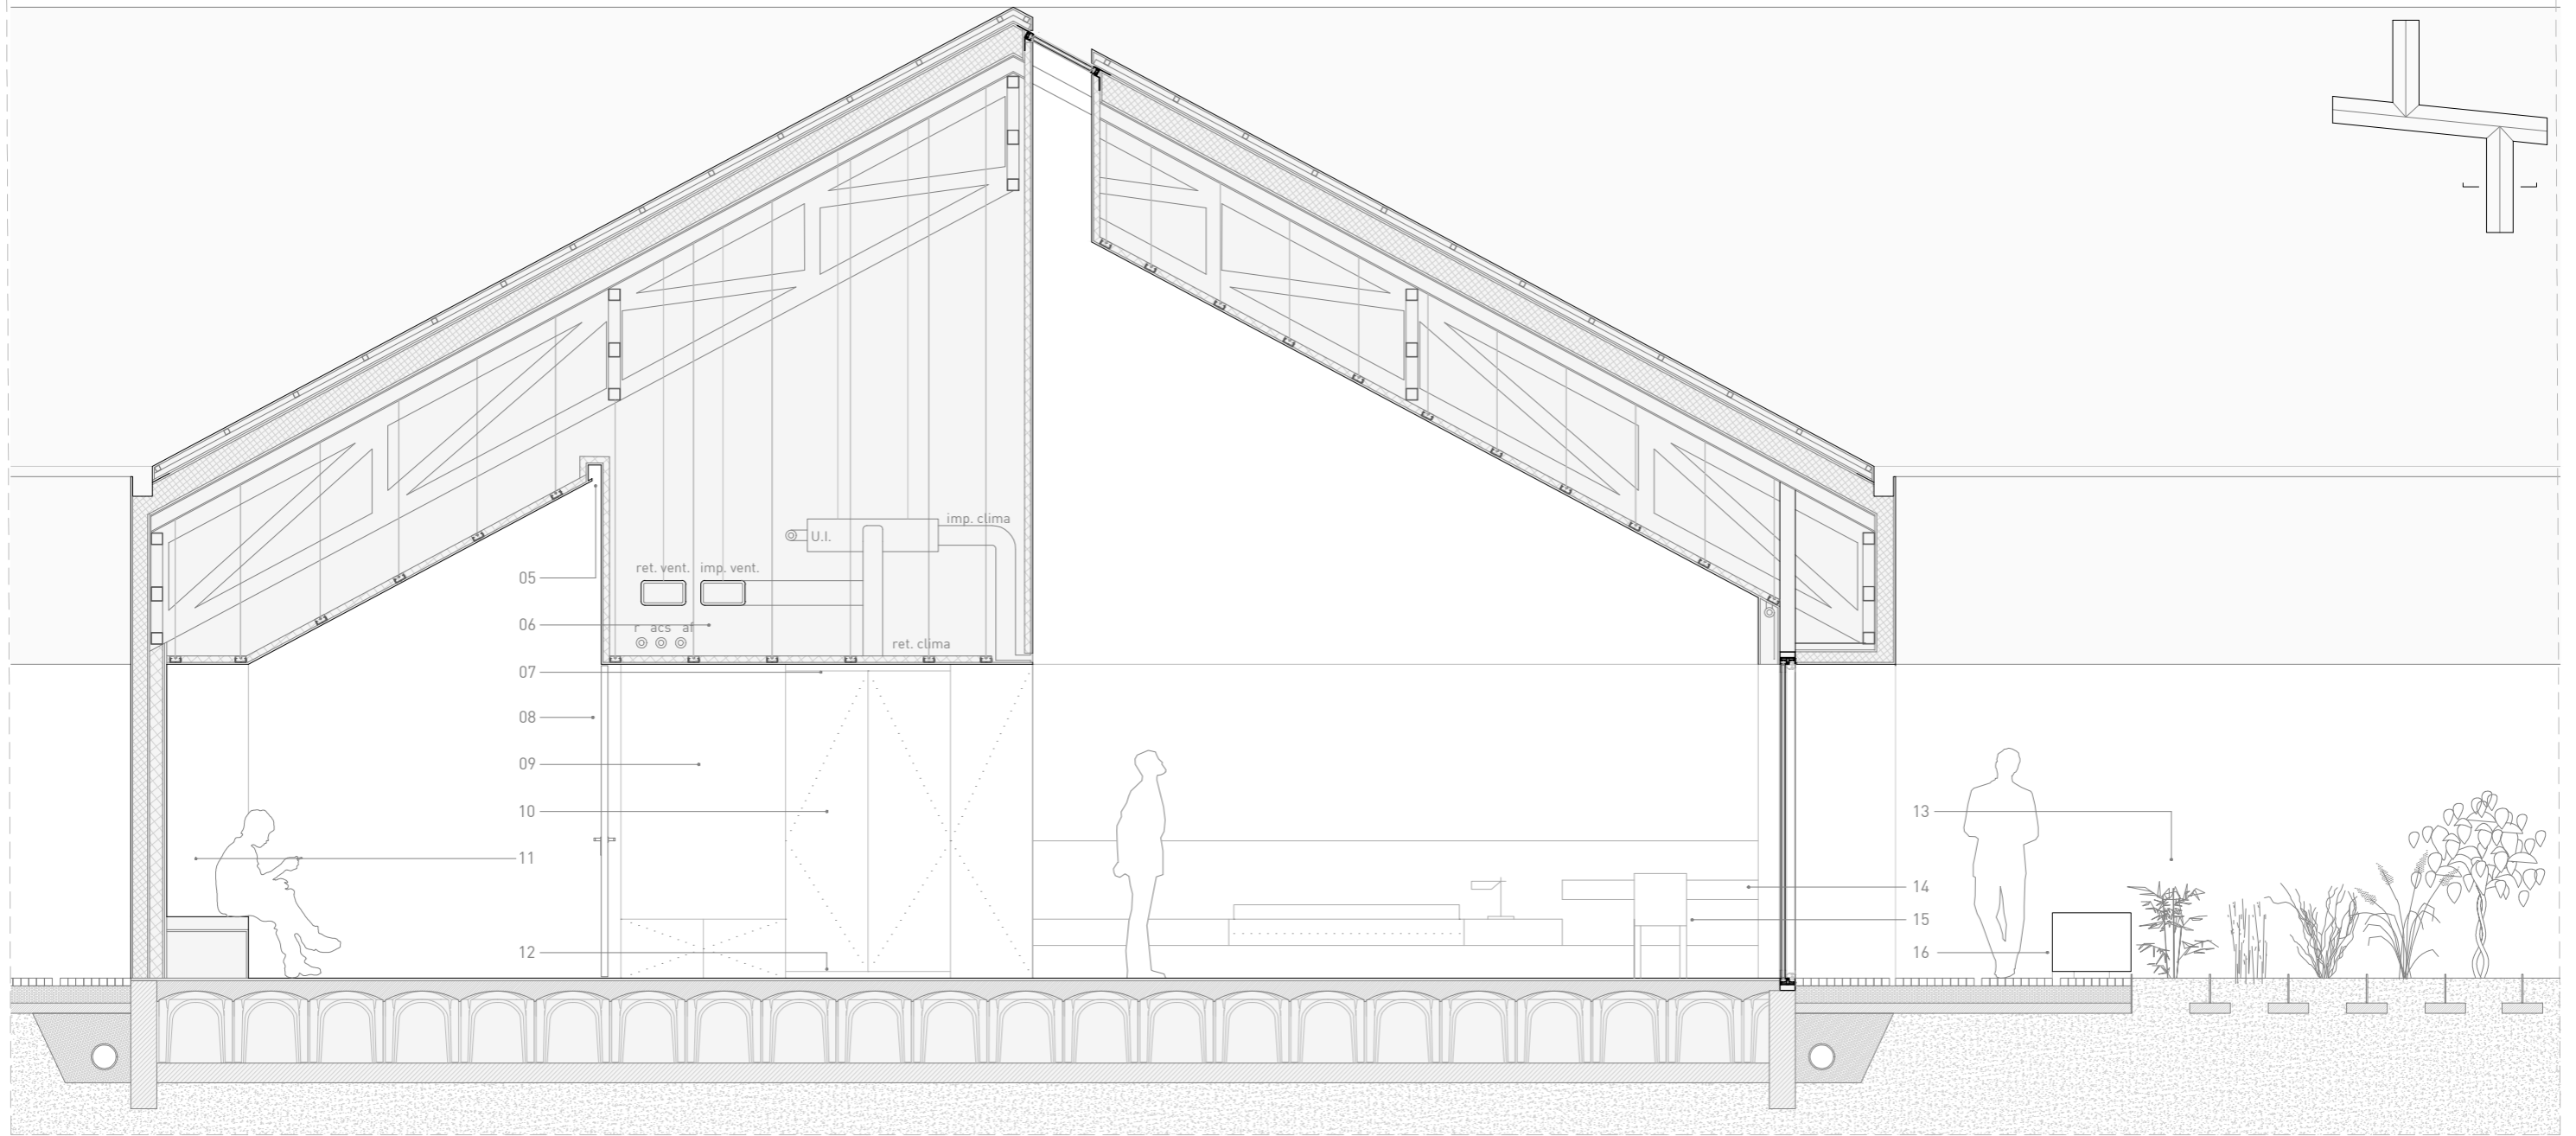 imp. clima
U.I.
ret. vent. imp. vent.
05
06
r acs af
ret. clima
07
08
09
10
11
12
13
14
15
16